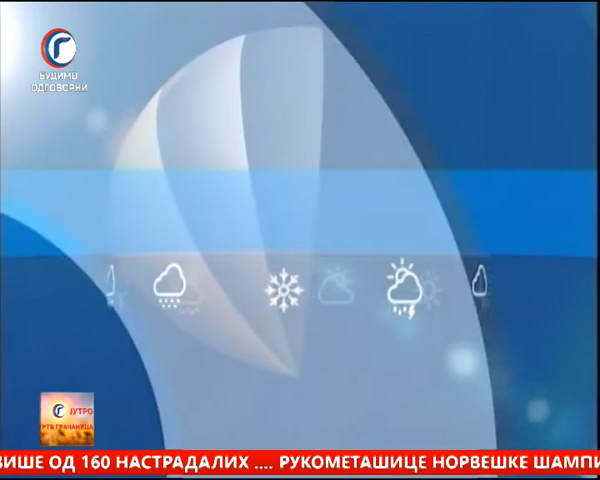 БУДИМО
ОДГОВОРНИ
ЈУТРО
РТВ ГРАЧАНИЦА
ВИШЕ ОД 160 НАСТРАДАЛИХ .... РУКОМЕТАШИЦЕ НОРВЕШКЕ ШАМПИ